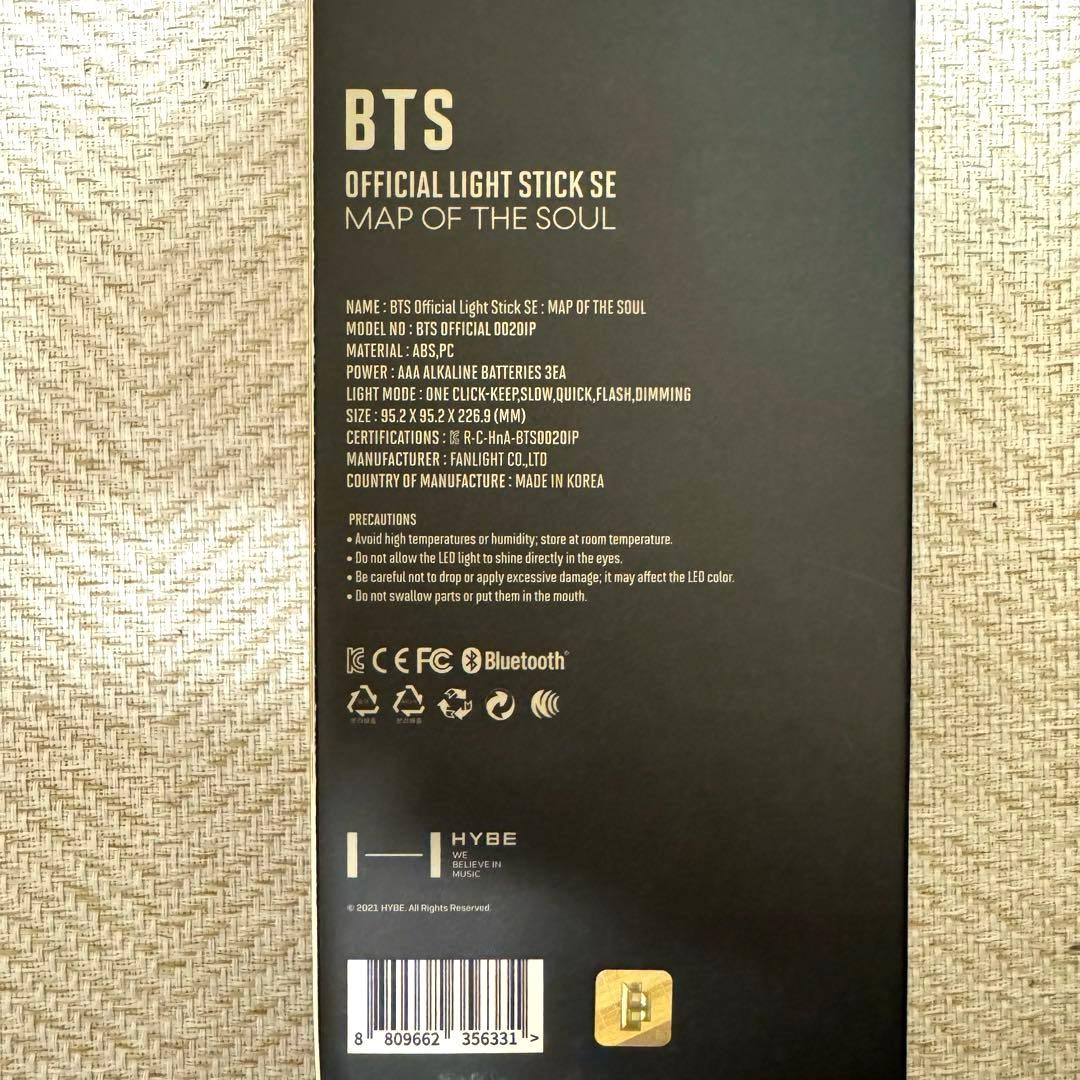 BTS
OFFICIAL LIGHT STICK SE
MAP OF THE SOUL
NAME : BTS Official Light Stick SE : MAP OF THE SOUL
MODEL NO : BTS OFFICIAL 0020IP
MATERIAL : ABS,PC
POWER : AAA ALKALINE BATTERIES 3EA
LIGHT MODE : ONE CLICK-KEEP,SLOW,QUICK,FLASH,DIMMING
SIZE : 95.2 X 95.2 X 226.9 (MM)
CERTIFICATIONS : R-C-HnA-BTS0020IP
MANUFACTURER : FANLIGHT CO.,LTD
COUNTRY OF MANUFACTURE : MADE IN KOREA
PRECAUTIONS
• Avoid high temperatures or humidity; store at room temperature.
• Do not allow the LED light to shine directly in the eyes.
• Be careful not to drop or apply excessive damage; it may affect the LED color.
• Do not swallow parts or put them in the mouth.
CE FC Bluetooth®
HYBE
WE
BELIEVE IN
MUSIC
© 2021 HYBE. All Rights Reserved.
8 809662 356331 >
B